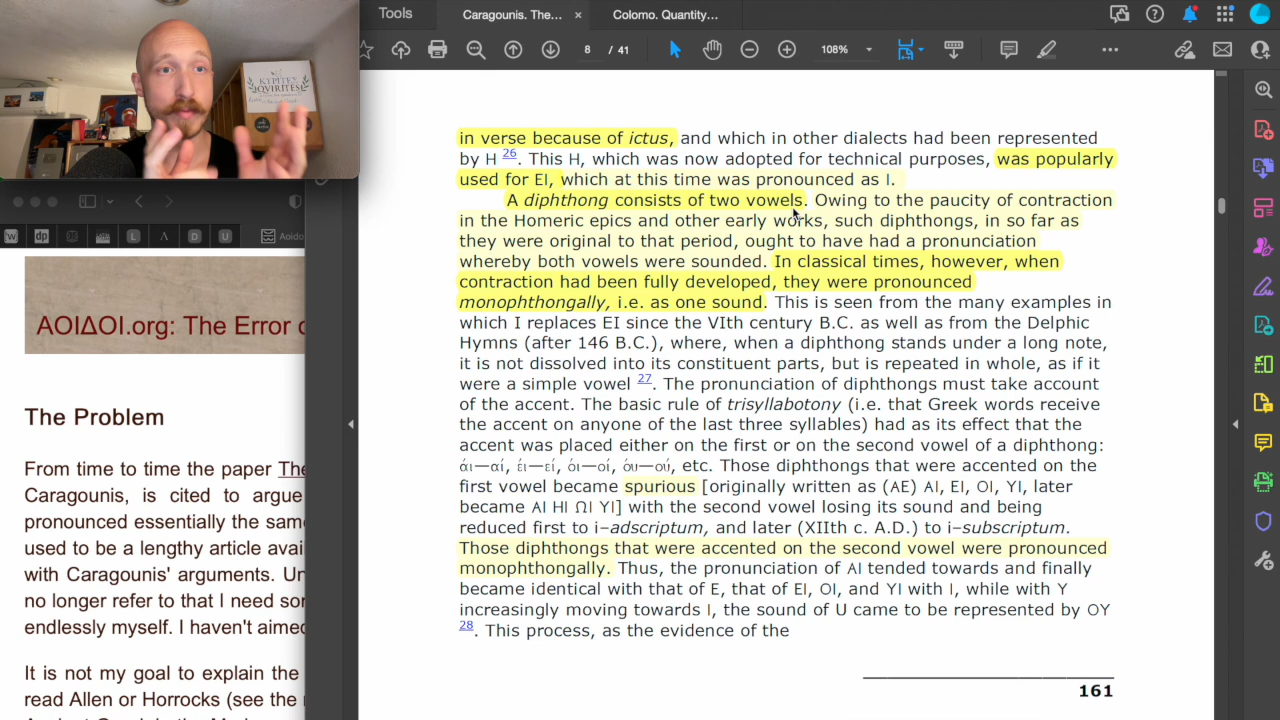 Tools
Caragounis. The... ×
Colomo. Quantity...
8 / 41
108%
ΚΡΙΤΕΣ
IQVIRITES
in verse because of ictus, and which in other dialects had been represented
by H 26. This H, which was now adopted for technical purposes, was popularly
used for EI, which at this time was pronounced as I.
A diphthong consists of two vowels. Owing to the paucity of contraction
in the Homeric epics and other early works, such diphthongs, in so far as
they were original to that period, ought to have had a pronunciation
whereby both vowels were sounded. In classical times, however, when
contraction had been fully developed, they were pronounced
monophthongally, i.e. as one sound. This is seen from the many examples in
which I replaces EI since the VIth century B.C. as well as from the Delphic
Hymns (after 146 B.C.), where, when a diphthong stands under a long note,
it is not dissolved into its constituent parts, but is repeated in whole, as if it
were a simple vowel 27. The pronunciation of diphthongs must take account
of the accent. The basic rule of trisyllabotony (i.e. that Greek words receive
the accent on anyone of the last three syllables) had as its effect that the
accent was placed either on the first or on the second vowel of a diphthong:
άι—αί, έι—εί, όι—οί, όυ—ού, etc. Those diphthongs that were accented on the
first vowel became spurious [originally written as (AE) AI, EI, OI, YI, later
became AI HI ΩI YI] with the second vowel losing its sound and being
reduced first to i–adscriptum, and later (XIIth c. A.D.) to i–subscriptum.
Those diphthongs that were accented on the second vowel were pronounced
monophthongally. Thus, the pronunciation of AI tended towards and finally
became identical with that of E, that of EI, OI, and YI with I, while with Y
increasingly moving towards I, the sound of U came to be represented by OY
28. This process, as the evidence of the
161
W dp L Λ D U Aoido
AOIΔOI.org: The Error o
The Problem
From time to time the paper The
Caragounis, is cited to argue
pronounced essentially the same
used to be a lengthy article avai
with Caragounis' arguments. Un
no longer refer to that I need son
endlessly myself. I haven't aimed
It is not my goal to explain the
read Allen or Horrocks (see the